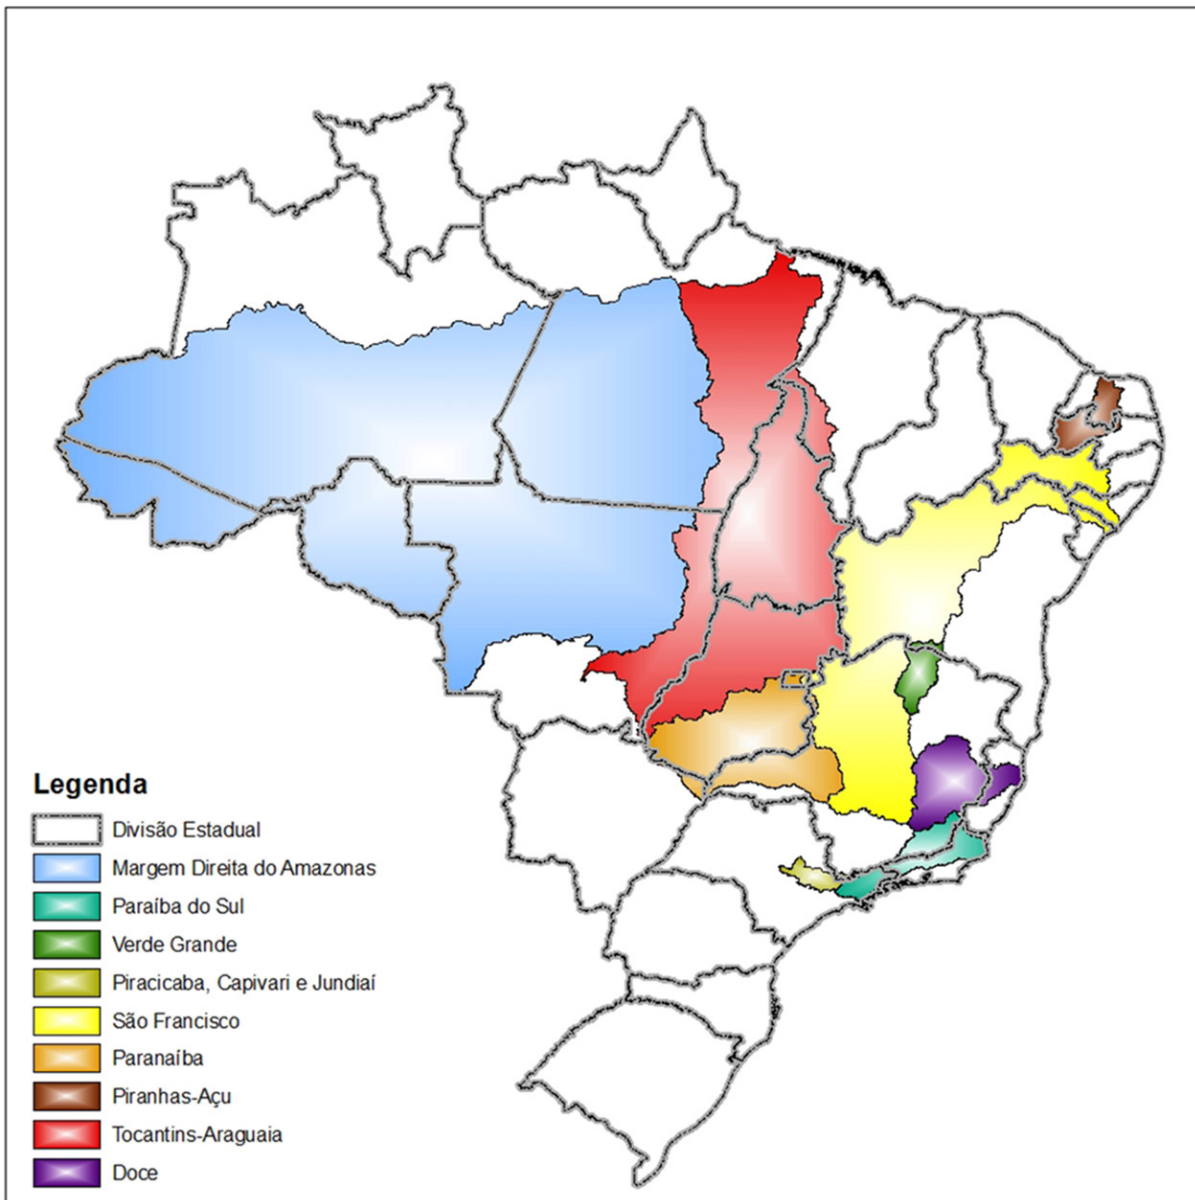 Legenda
Divisão Estadual
Margem Direita do Amazonas
Paraíba do Sul
Verde Grande
Piracicaba, Capivari e Jundiaí
São Francisco
Paranaíba
Piranhas-Açu
Tocantins-Araguaia
Doce